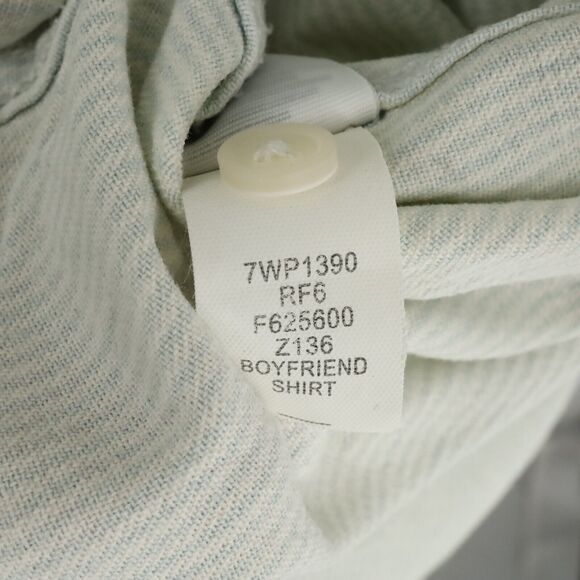 7WP1390
RF6
F625600
Z136
BOYFRIEND
SHIRT